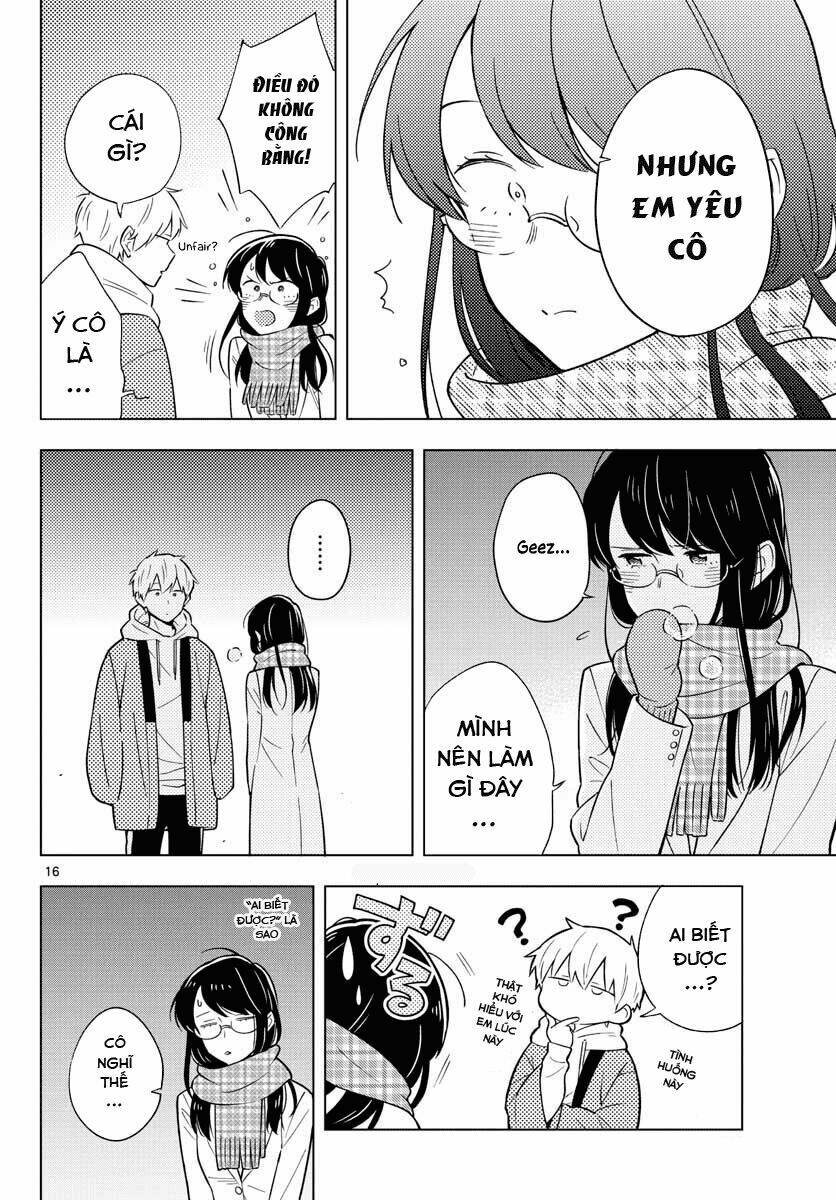 NHƯNG
EM YÊU
CÔ
ĐIỀU ĐÓ
KHÔNG
CÔNG
BẰNG!
CÁI
GÌ?
Unfair?
Ý CÔ
LÀ
...
Geez...
MÌNH
NÊN LÀM
GÌ ĐÂY
...
......
16
AI BIẾT
ĐƯỢC
...?
?
?
TÌNH
HUỐNG
NÀY
THẬT
KHÓ
HIỂU VỚI
EM LÚC
NÀY
ずる
"AI BIẾT
ĐƯỢC?" LÀ
SAO
CÔ
NGHĨ
THẾ
...